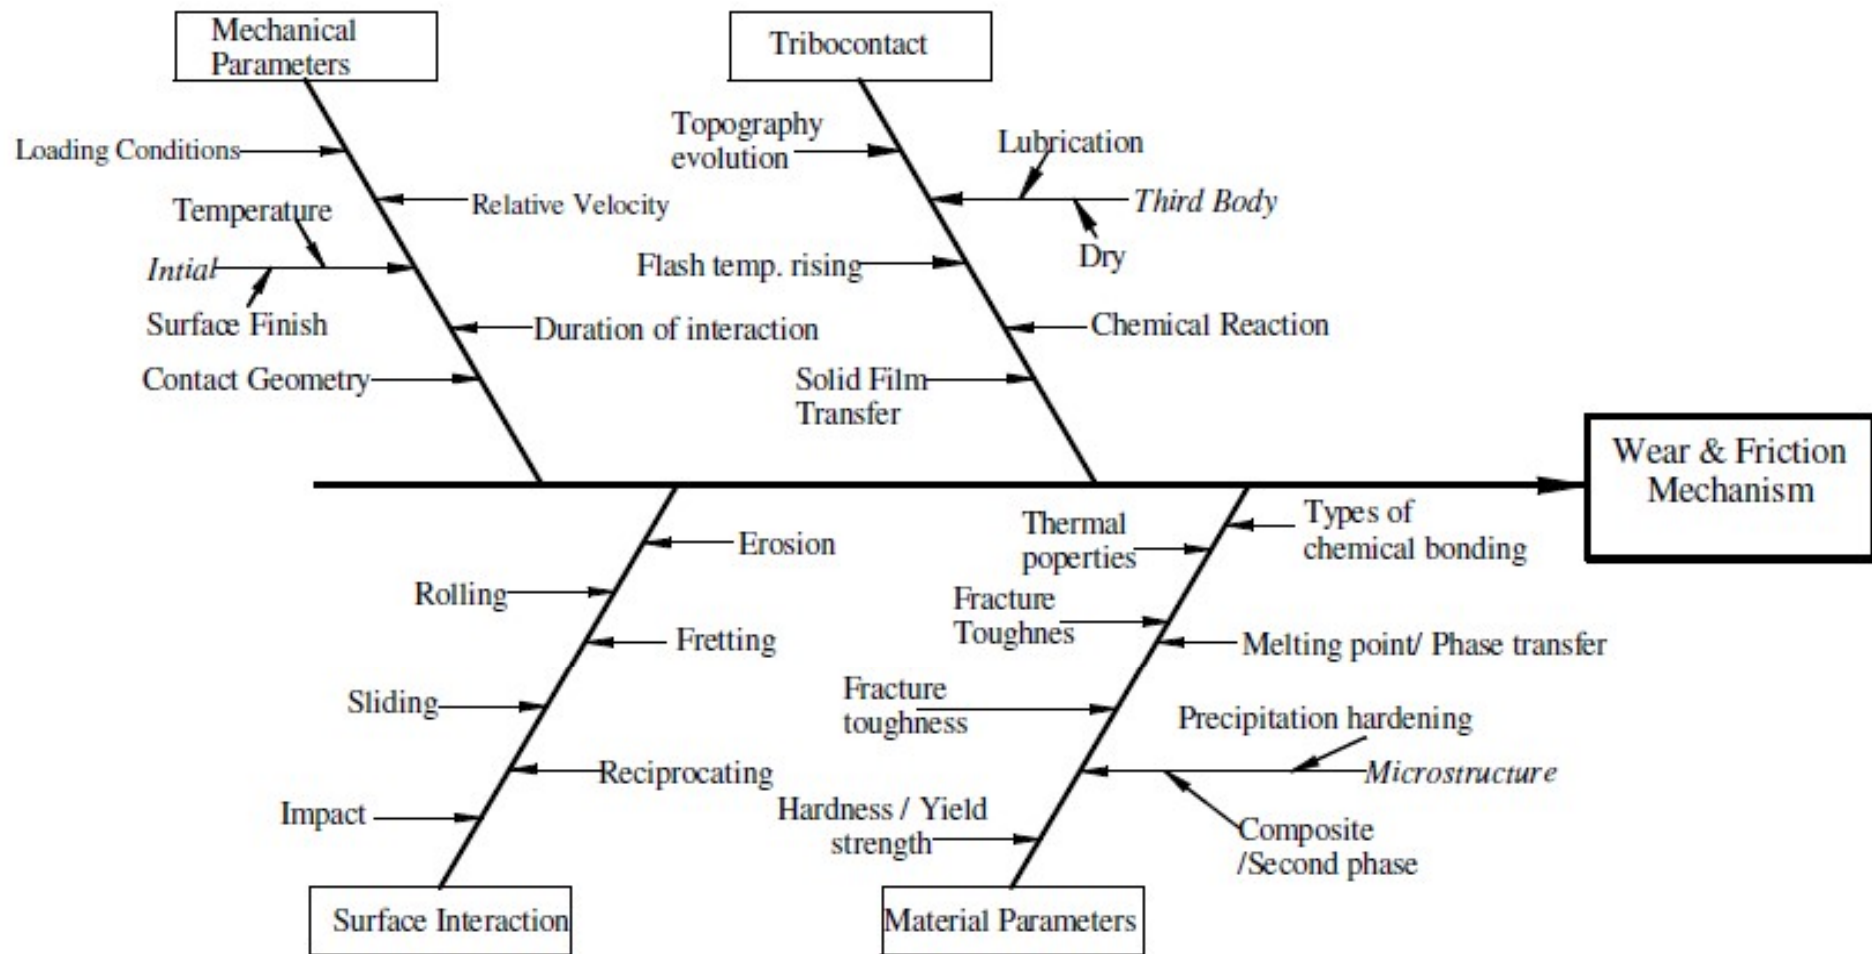 Mechanical
Parameters
Tribocontact
Loading Conditions
Relative Velocity
Temperature
Intial
Surface Finish
Duration of interaction
Contact Geometry
Topography
evolution
Lubrication
Third Body
Dry
Flash temp. rising
Chemical Reaction
Solid Film
Transfer
Wear & Friction
Mechanism
Erosion
Rolling
Fretting
Sliding
Reciprocating
Impact
Surface Interaction
Types of
chemical bonding
Thermal
poperties
Fracture
Toughnes
Melting point/ Phase transfer
Fracture
toughness
Precipitation hardening
Microstructure
Composite
/Second phase
Hardness / Yield
strength
Material Parameters